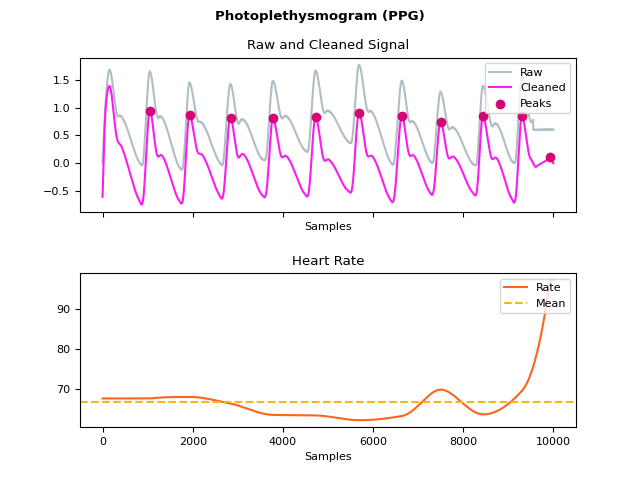 Photoplethysmogram (PPG)
Raw and Cleaned Signal
Raw
Cleaned
Peaks
1.5
1.0
0.5
0.0
−0.5
Samples
Heart Rate
Rate
Mean
90
80
70
0 2000 4000 6000 8000 10000
Samples